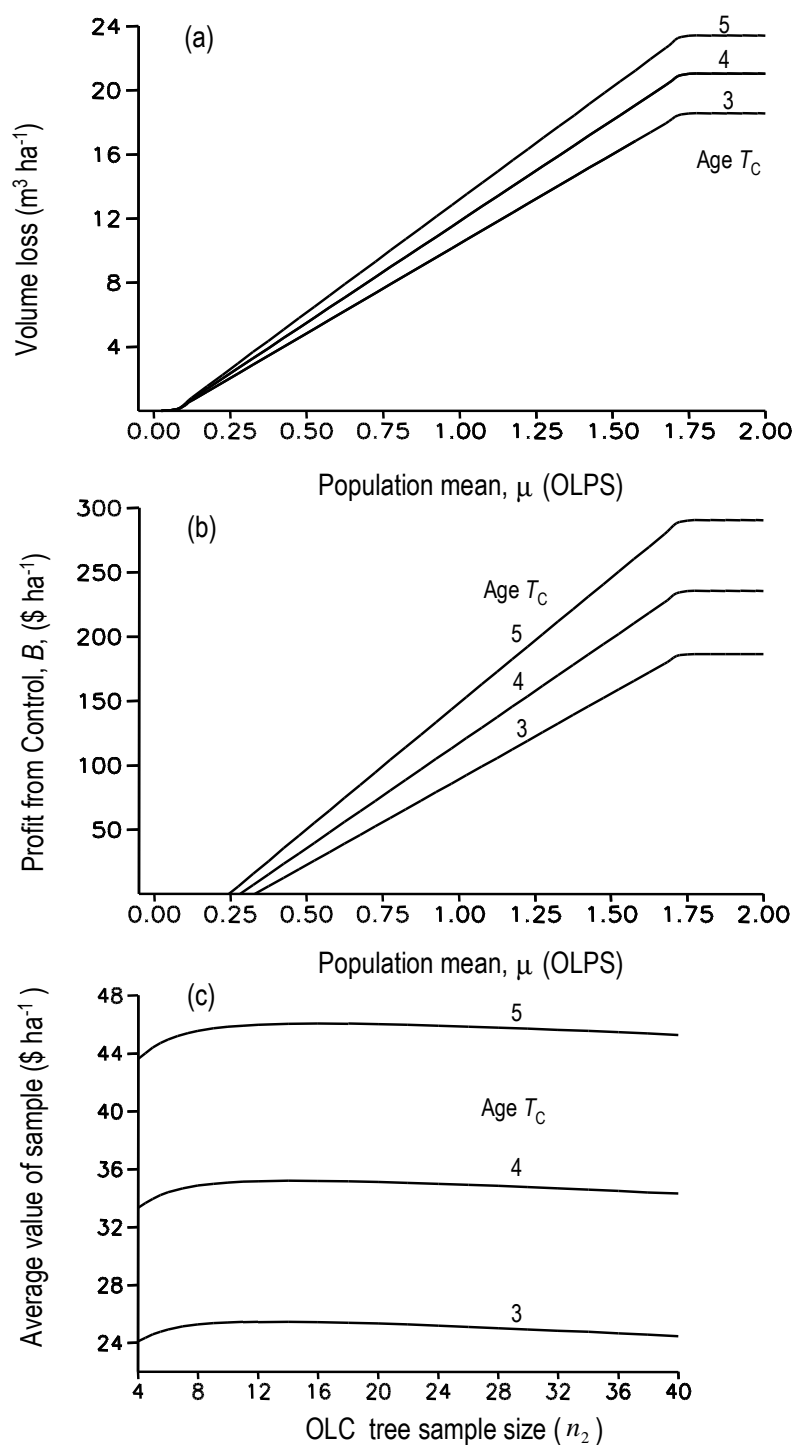 (a)
Volume loss (m³ ha⁻¹)
24
20
16
12
8
4
5
4
3
Age T_C
0.00 0.25 0.50 0.75 1.00 1.25 1.50 1.75 2.00
Population mean, μ (OLPS)
(b)
Profit from Control, B, ($ ha⁻¹)
300
250
200
150
100
50
Age T_C
5
4
3
0.00 0.25 0.50 0.75 1.00 1.25 1.50 1.75 2.00
Population mean, μ (OLPS)
(c)
Average value of sample ($ ha⁻¹)
48
44
40
36
32
28
24
5
Age T_C
4
3
4 8 12 16 20 24 28 32 36 40
OLC tree sample size (n₂)